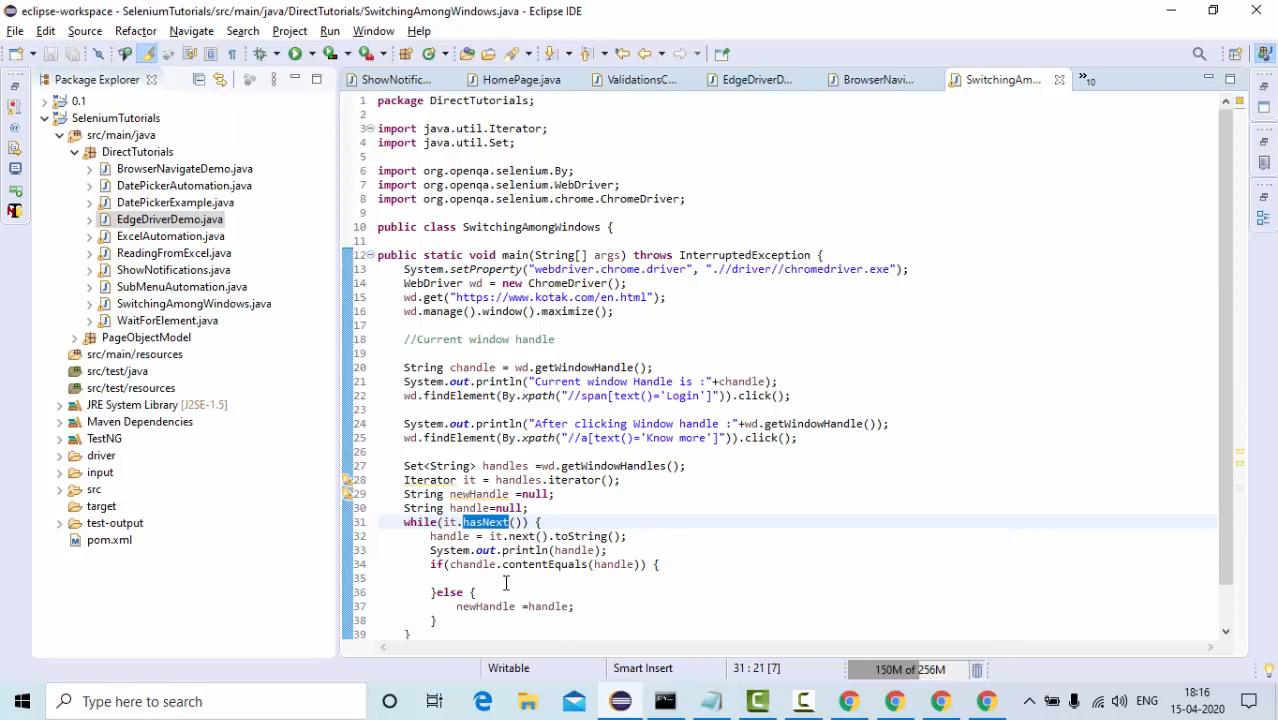 eclipse-workspace - SeleniumTutorials/src/main/java/DirectTutorials/SwitchingAmongWindows.java - Eclipse IDE
File Edit Source Refactor Navigate Search Project Run Window Help
Package Explorer
0.1
SeleniumTutorials
src/main/java
DirectTutorials
BrowserNavigateDemo.java
DatePickerAutomation.java
DatePickerExample.java
EdgeDriverDemo.java
ExcelAutomation.java
ReadingFromExcel.java
ShowNotifications.java
SubMenuAutomation.java
SwitchingAmongWindows.java
WaitForElement.java
PageObjectModel
src/main/resources
src/test/java
src/test/resources
JRE System Library [J2SE-1.5]
Maven Dependencies
TestNG
driver
input
src
target
test-output
pom.xml
ShowNotific... HomePage.java ValidationsC... EdgeDriverD... BrowserNavi... SwitchingAm... »10
1 package DirectTutorials;
2
3 import java.util.Iterator;
4 import java.util.Set;
5
6 import org.openqa.selenium.By;
7 import org.openqa.selenium.WebDriver;
8 import org.openqa.selenium.chrome.ChromeDriver;
9
10 public class SwitchingAmongWindows {
11
12 public static void main(String[] args) throws InterruptedException {
13 System.setProperty("webdriver.chrome.driver", ".//driver//chromedriver.exe");
14 WebDriver wd = new ChromeDriver();
15 wd.get("https://www.kotak.com/en.html");
16 wd.manage().window().maximize();
17
18 //Current window handle
19
20 String chandle = wd.getWindowHandle();
21 System.out.println("Current window Handle is :"+chandle);
22 wd.findElement(By.xpath("//span[text()='Login']")).click();
23
24 System.out.println("After clicking Window handle :"+wd.getWindowHandle());
25 wd.findElement(By.xpath("//a[text()='Know more']")).click();
26
27 Set<String> handles =wd.getWindowHandles();
28 Iterator it = handles.iterator();
29 String newHandle =null;
30 String handle=null;
31 while(it.hasNext()) {
32 handle = it.next().toString();
33 System.out.println(handle);
34 if(chandle.contentEquals(handle)) {
35
36 }else {
37 newHandle =handle;
38 }
39 }
Writable Smart Insert 31 : 21 [7] 150M of 256M
Type here to search
ENG
18:16
15-04-2020